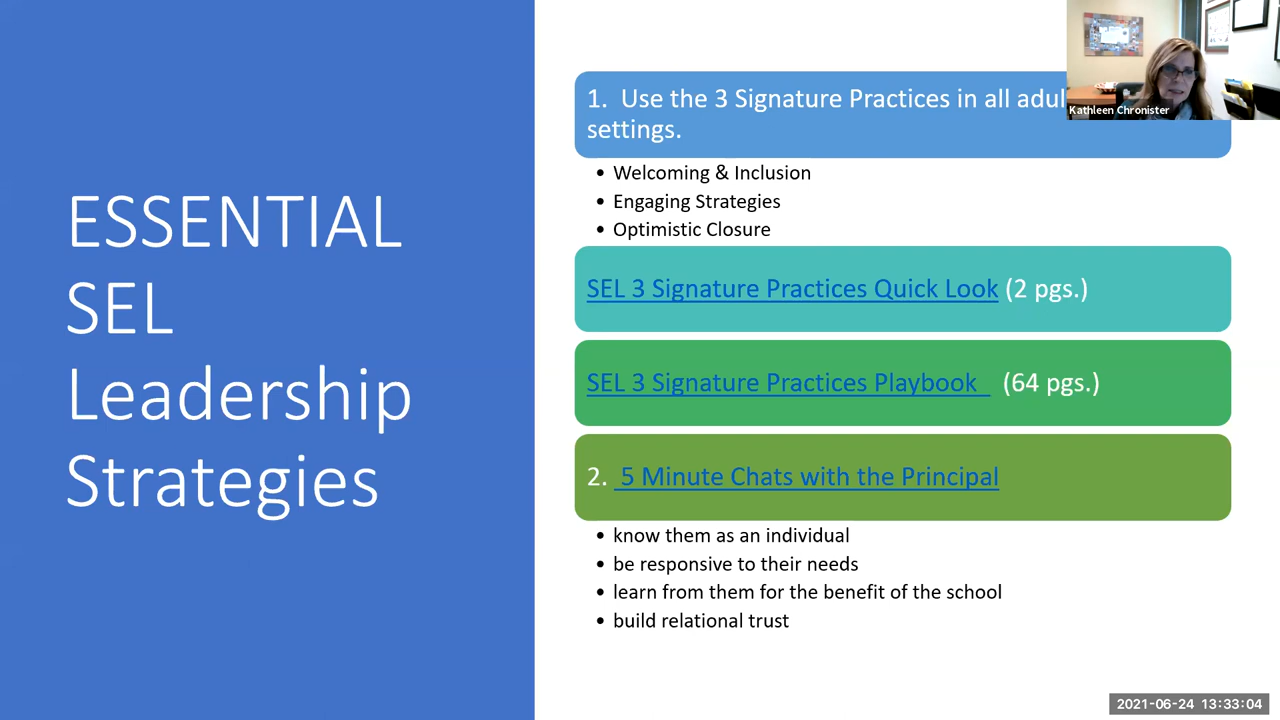 ESSENTIAL
SEL
Leadership
Strategies
1. Use the 3 Signature Practices in all
settings.
• Welcoming & Inclusion
• Engaging Strategies
• Optimistic Closure
SEL 3 Signature Practices Quick Look (2 pgs.)
SEL 3 Signature Practices Playbook (64 pgs.)
2. 5 Minute Chats with the Principal
• know them as an individual
• be responsive to their needs
• learn from them for the benefit of the school
• build relational trust
Kathleen Chronister
2021-06-24 13:33:04